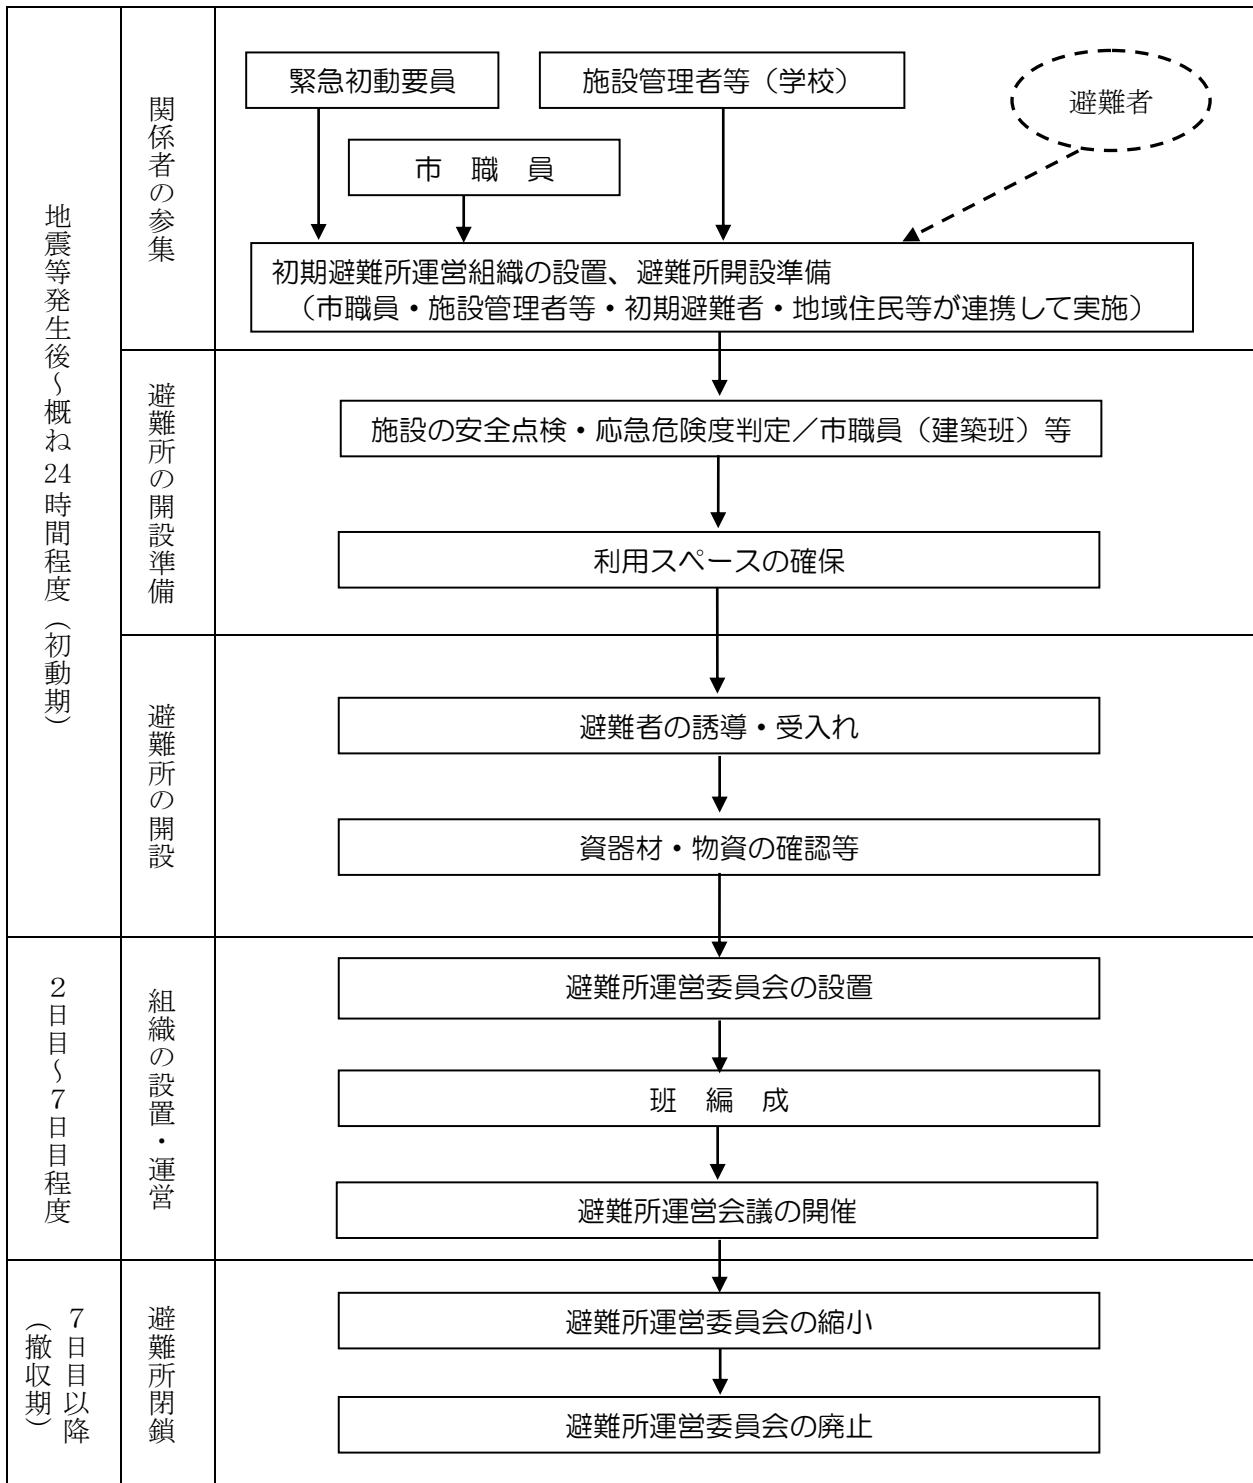 地震等発生後～概ね24時間程度（初動期）
関係者の参集
緊急初動要員
施設管理者等（学校）
避難者
市　職　員
初期避難所運営組織の設置、避難所開設準備
（市職員・施設管理者等・初期避難者・地域住民等が連携して実施）
避難所の開設準備
施設の安全点検・応急危険度判定／市職員（建築班）等
利用スペースの確保
避難所の開設
避難者の誘導・受入れ
資器材・物資の確認等
２日目～７日目程度
組織の設置・運営
避難所運営委員会の設置
班　編　成
避難所運営会議の開催
７日目以降
（撤収期）
避難所閉鎖
避難所運営委員会の縮小
避難所運営委員会の廃止